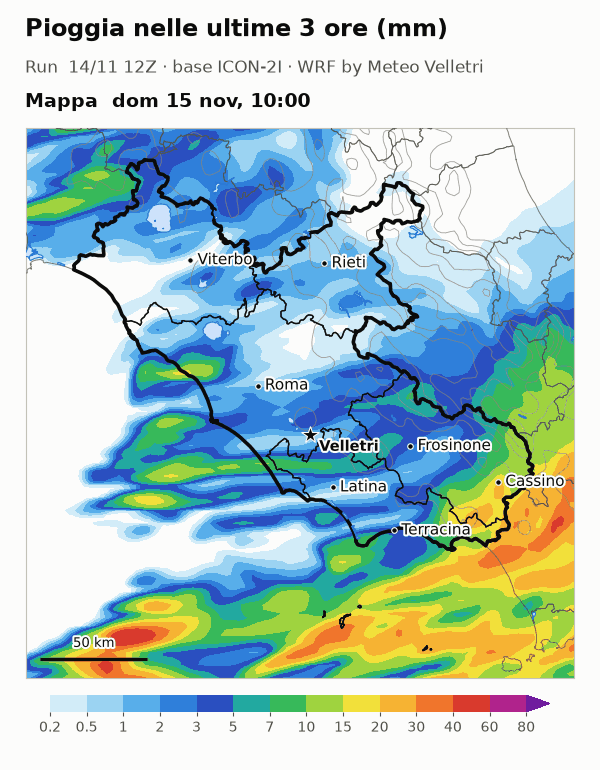 Pioggia nelle ultime 3 ore (mm)
Run  14/11 12Z · base ICON-2I · WRF by Meteo Velletri
Mappa  dom 15 nov, 10:00
Viterbo
Rieti
Roma
Velletri
Frosinone
Latina
Cassino
Terracina
50 km
0.2 0.5 1 2 3 5 7 10 15 20 30 40 60 80